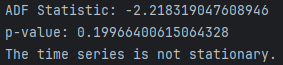 ADF Statistic: -2.218319047608946
p-value: 0.19966400615064328
The time series is not stationary.